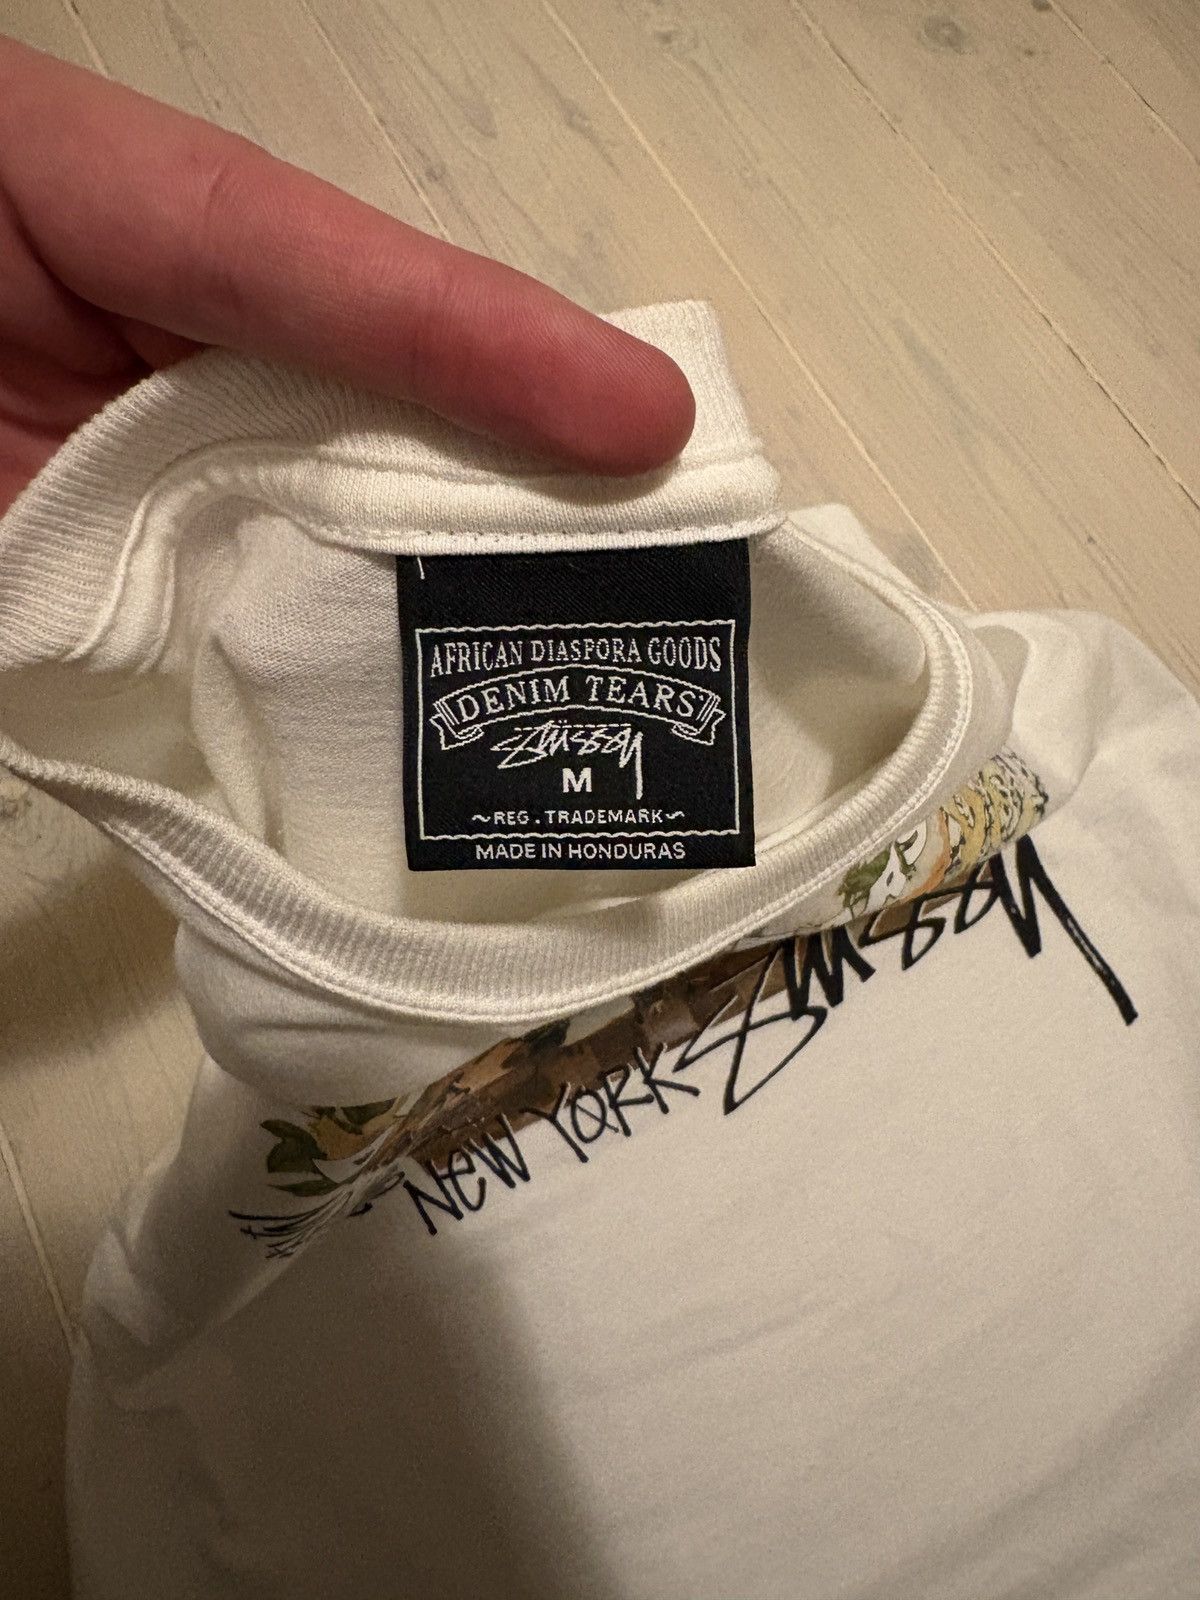 AFRICAN DIASPORA GOODS
DENIM TEARS
Stüssy
M
~REG. TRADEMARK~
MADE IN HONDURAS
Stüssy
NEW YORK